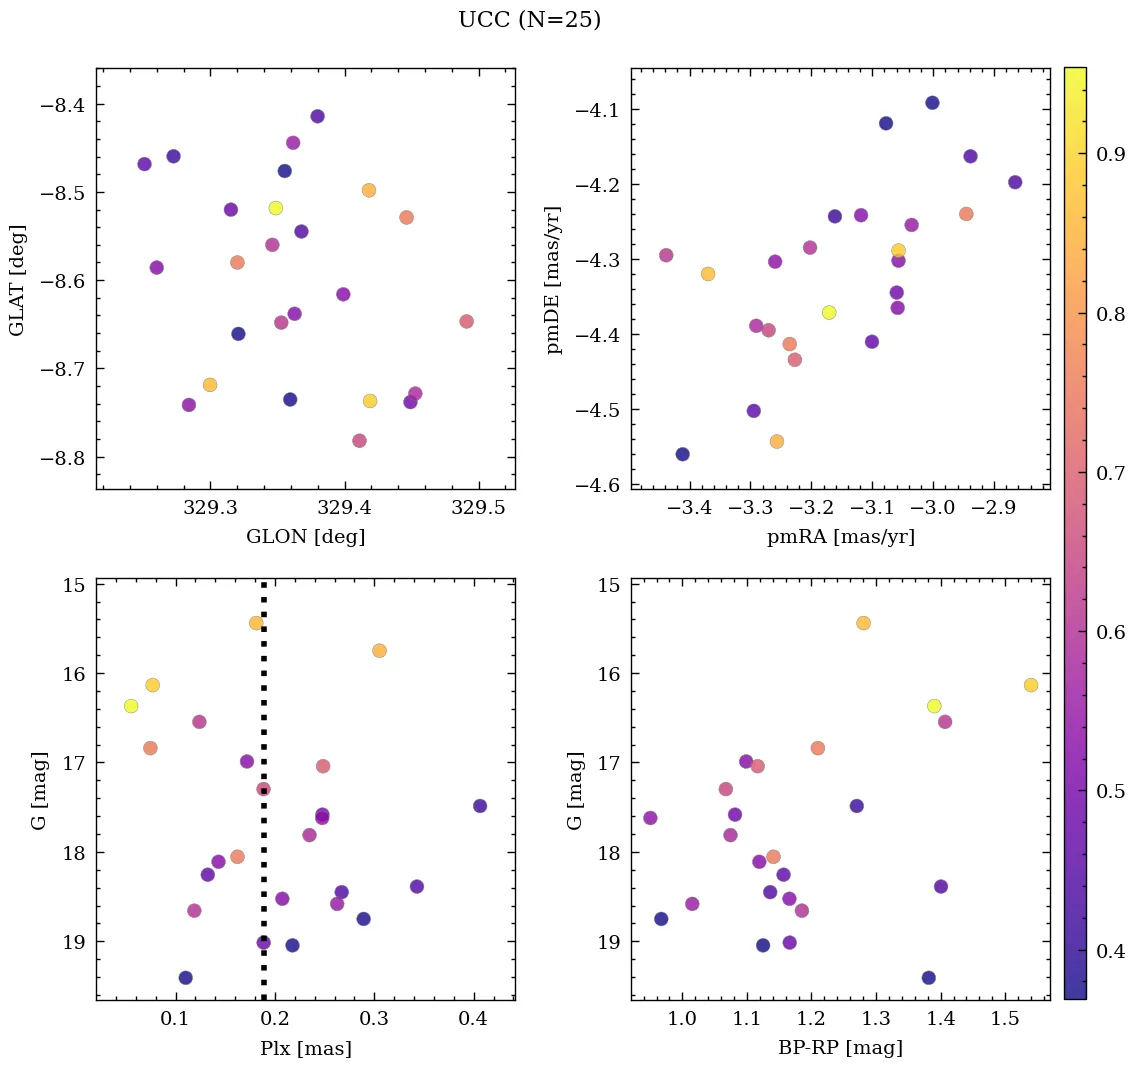 UCC (N=25)
−8.4
−8.5
−8.6
−8.7
−8.8
GLAT [deg]
329.3 329.4 329.5
GLON [deg]
−4.1
−4.2
−4.3
−4.4
−4.5
−4.6
pmDE [mas/yr]
−3.4 −3.3 −3.2 −3.1 −3.0 −2.9
pmRA [mas/yr]
0.9
0.8
0.7
0.6
0.5
0.4
15
16
17
18
19
G [mag]
0.1 0.2 0.3 0.4
Plx [mas]
15
16
17
18
19
G [mag]
1.0 1.1 1.2 1.3 1.4 1.5
BP-RP [mag]